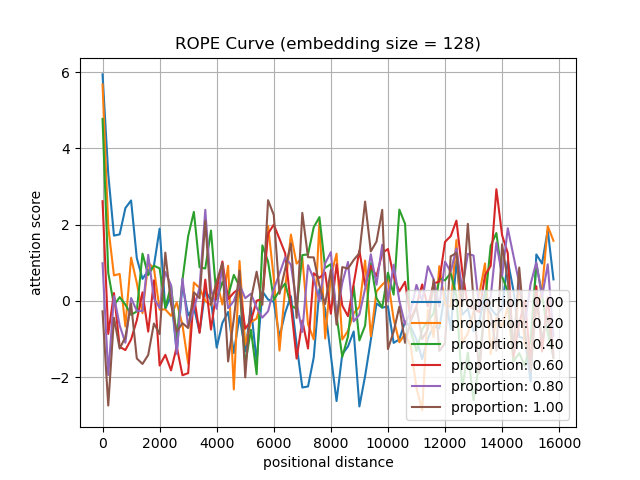 ROPE Curve (embedding size = 128)
6
4
2
0
−2
attention score
proportion: 0.00
proportion: 0.20
proportion: 0.40
proportion: 0.60
proportion: 0.80
proportion: 1.00
0 2000 4000 6000 8000 10000 12000 14000 16000
positional distance